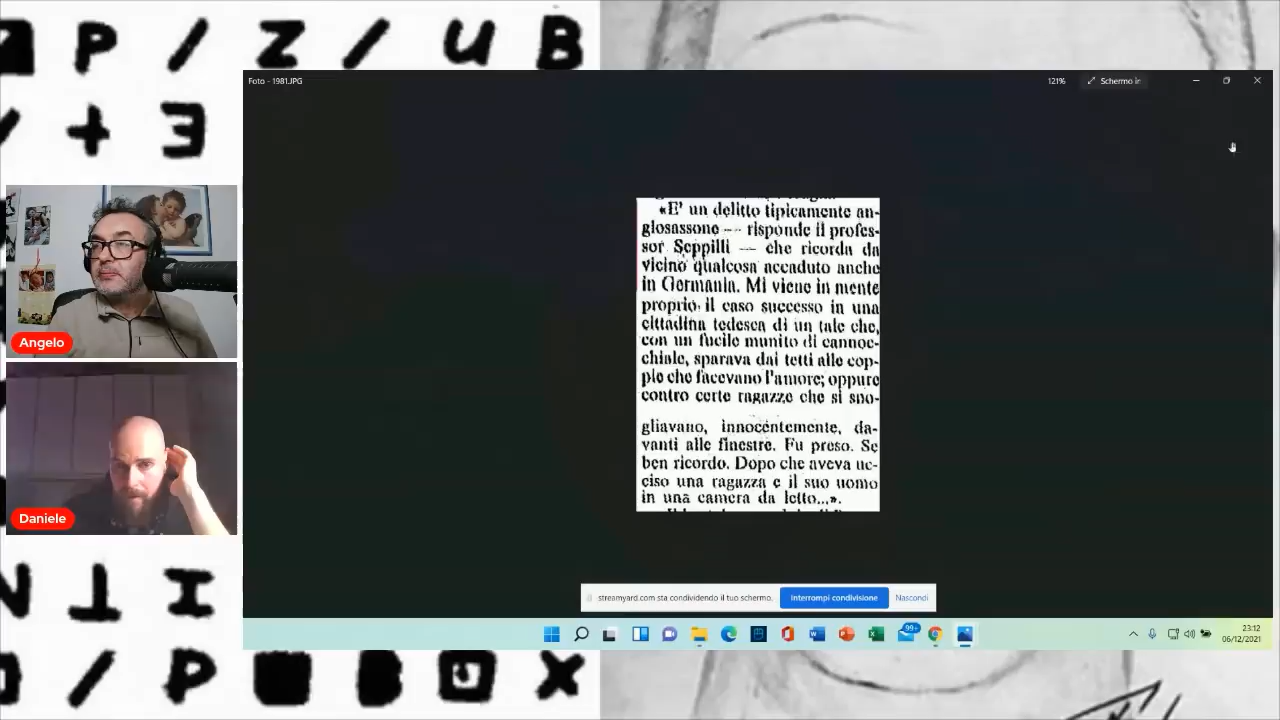 P / Z / U B
+ 3
Foto - 1981.JPG
121%
Schermo in
«E' un delitto tipicamente an-
glosassone -- risponde il profes-
sor Seppilli — che ricorda da
vicino qualcosa accaduto anche
in Germania. Mi viene in mente
proprio il caso successo in una
cittadina tedesca di un tale che,
con un fucile munito di cannoc-
chiale, sparava dai tetti alle cop-
pie che facevano l'amore; oppure
contro certe ragazze che si spo-
gliavano, innocentemente, da-
vanti alle finestre. Fu preso. Se
ben ricordo. Dopo che aveva uc-
ciso una ragazza e il suo uomo
in una camera da letto...».
Angelo
Daniele
streamyard.com sta condividendo il tuo schermo.
Interrompi condivisione
Nascondi
99+
23:12
06/12/2021
⊥ I
/ P
X